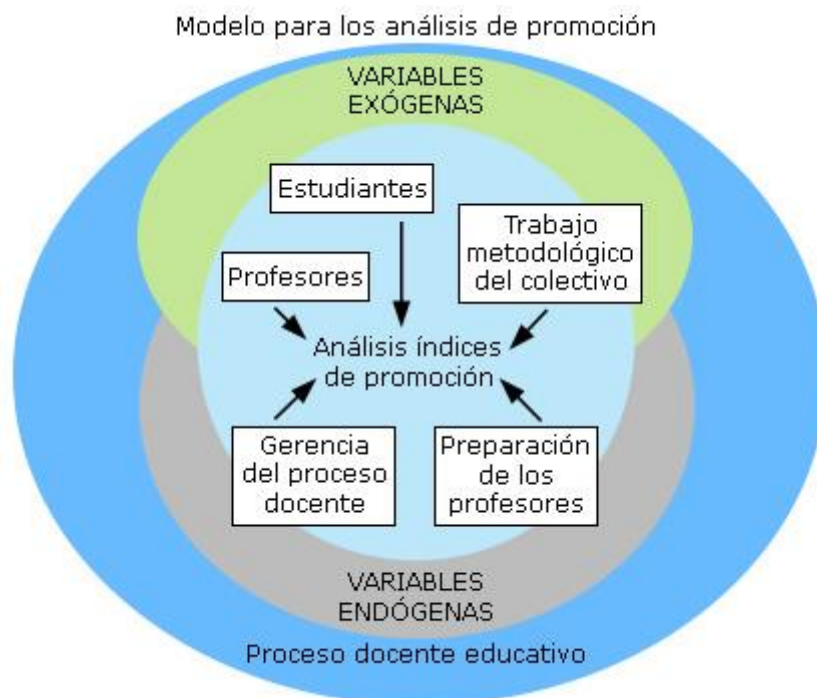 Modelo para los análisis de promoción
VARIABLES
EXÓGENAS
Estudiantes
Trabajo
metodológico
del colectivo
Profesores
Análisis índices
de promoción
Gerencia
del proceso
docente
Preparación
de los
profesores
VARIABLES
ENDÓGENAS
Proceso docente educativo